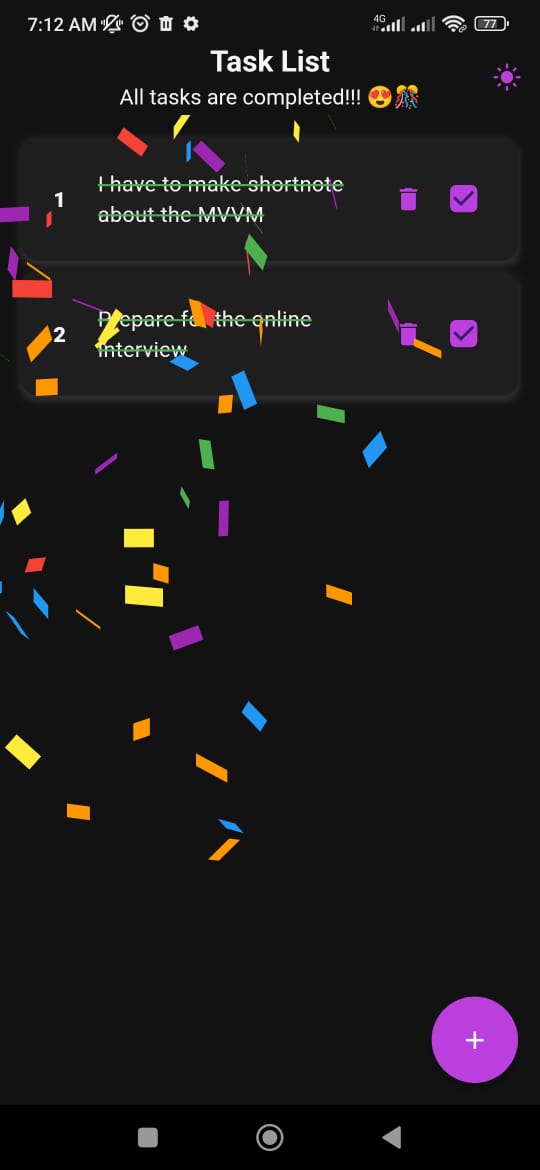 7:12 AM
4G
77
Task List
All tasks are completed!!! 😍🎊
1
I have to make shortnote
about the MVVM
2
Prepare for the online
Interview
+